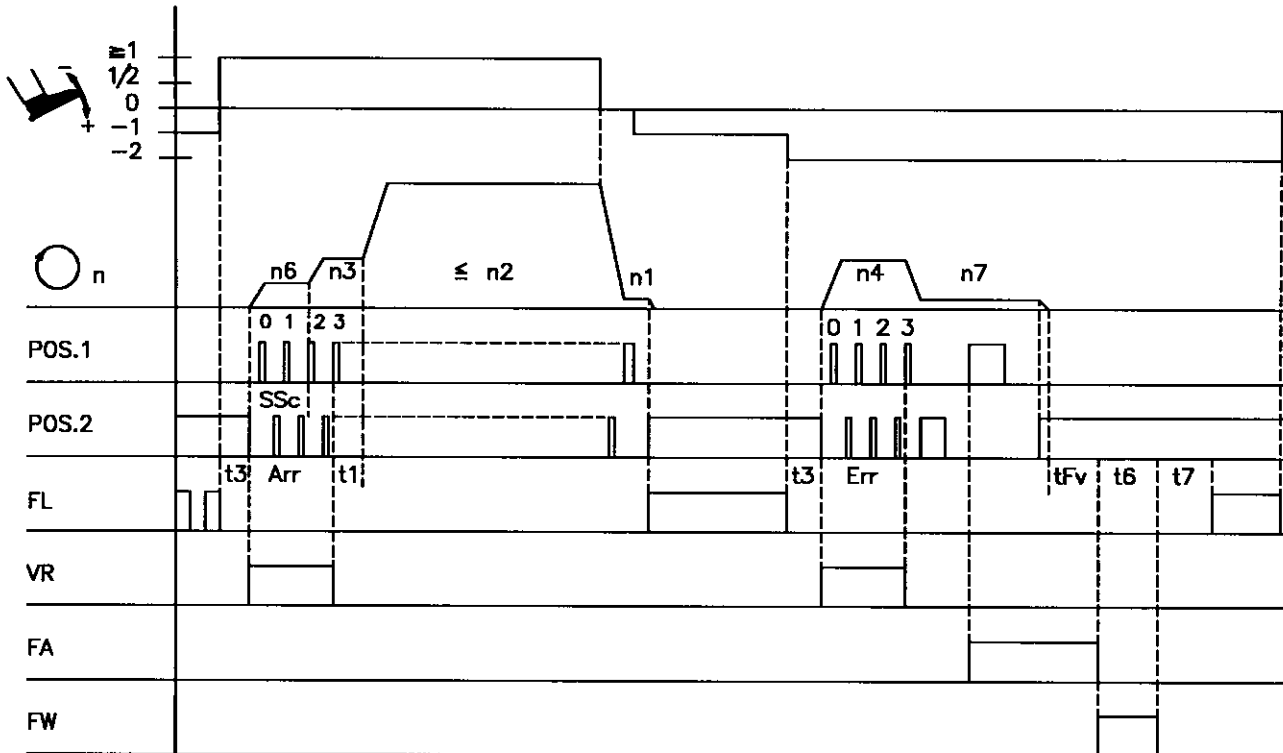 ≧1
1/2
0
-1
-2
-
+
n
n6 n3 ≦ n2 n1 n4 n7
0 1 2 3 0 1 2 3
POS.1
SSc
POS.2
t3 Arr t1 t3 Err tFv t6 t7
FL
VR
FA
FW